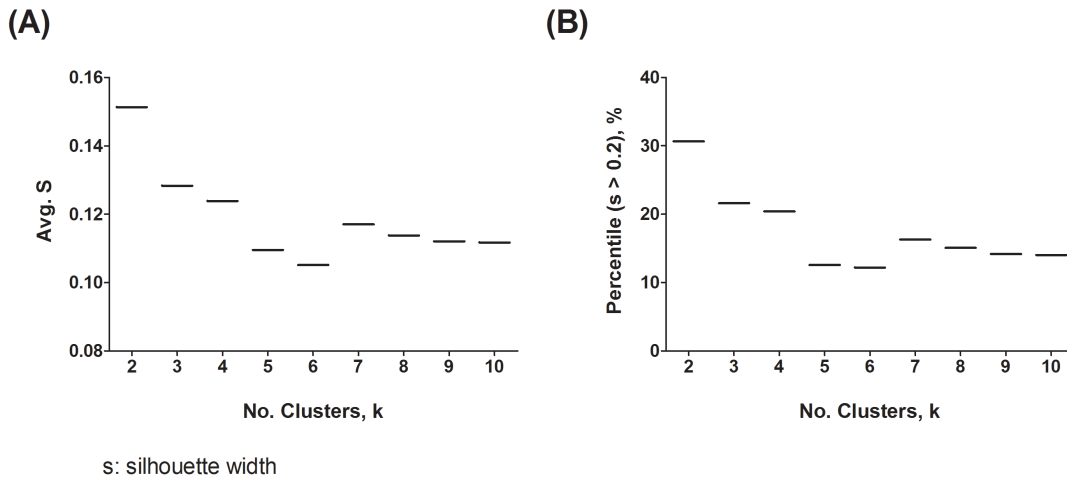 (A)
Avg. S
0.16
0.14
0.12
0.10
0.08
2 3 4 5 6 7 8 9 10
No. Clusters, k
(B)
Percentile (s > 0.2), %
40
30
20
10
0
2 3 4 5 6 7 8 9 10
No. Clusters, k
s: silhouette width